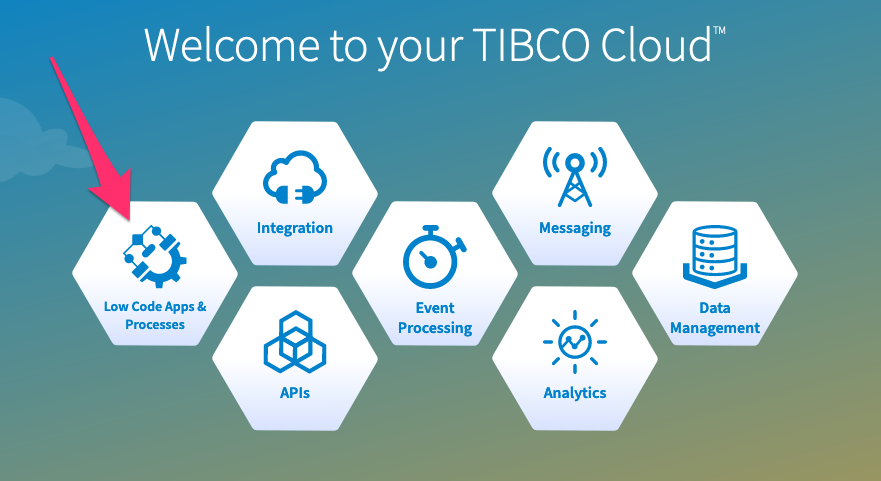 Welcome to your TIBCO Cloud™
Integration
Messaging
Low Code Apps &
Processes
Event
Processing
Data
Management
APIs
Analytics